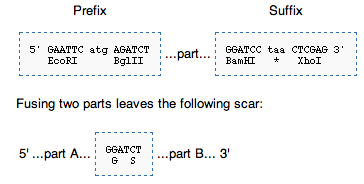 Prefix Suffix
5' GAATTC atg AGATCT ...part... GGATCC taa CTCGAG 3'
EcoRI BglII BamHI * XhoI
Fusing two parts leaves the following scar:
5' ...part A... GGATCT ...part B... 3'
G S